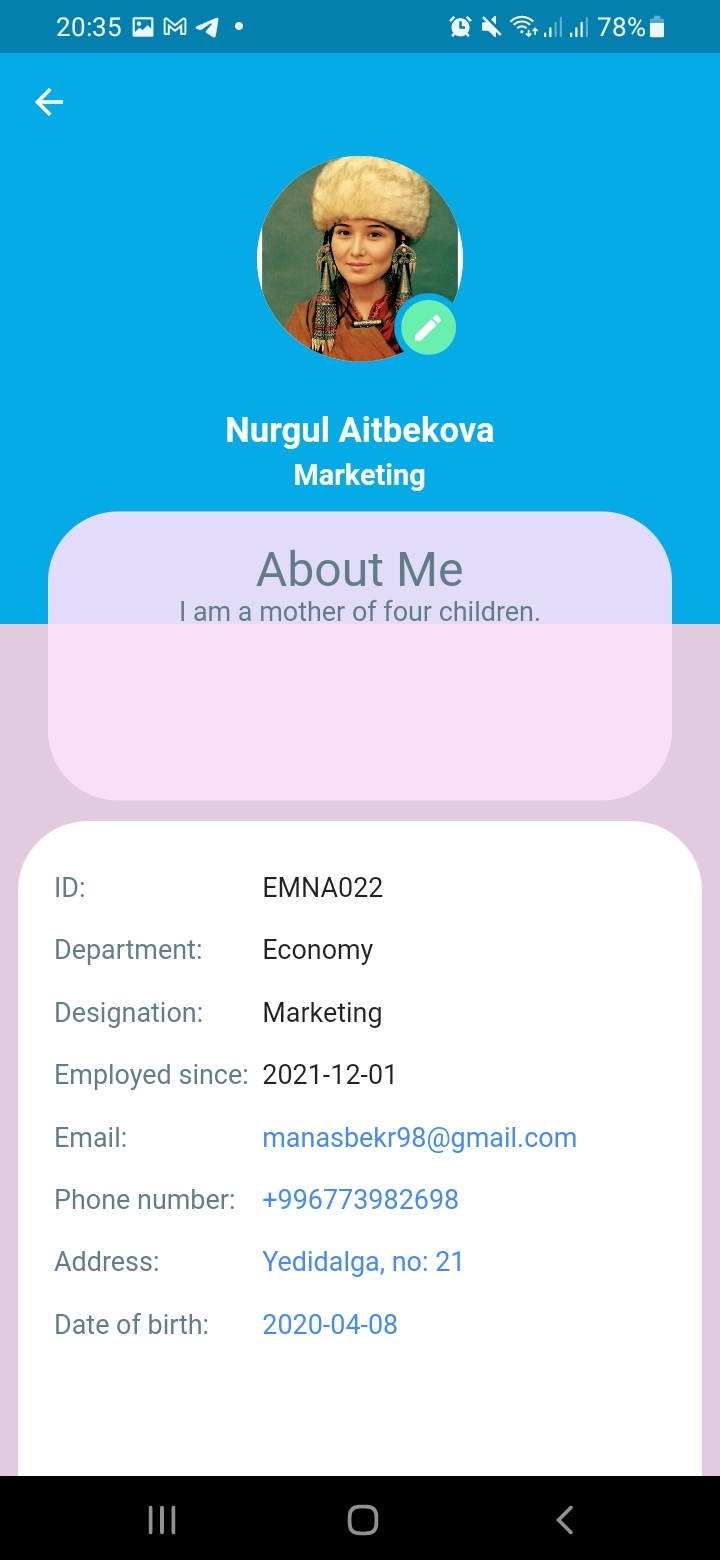 20:35 78%
Nurgul Aitbekova
Marketing
About Me
I am a mother of four children.
ID: EMNA022
Department: Economy
Designation: Marketing
Employed since: 2021-12-01
Email: manasbekr98@gmail.com
Phone number: +996773982698
Address: Yedidalga, no: 21
Date of birth: 2020-04-08